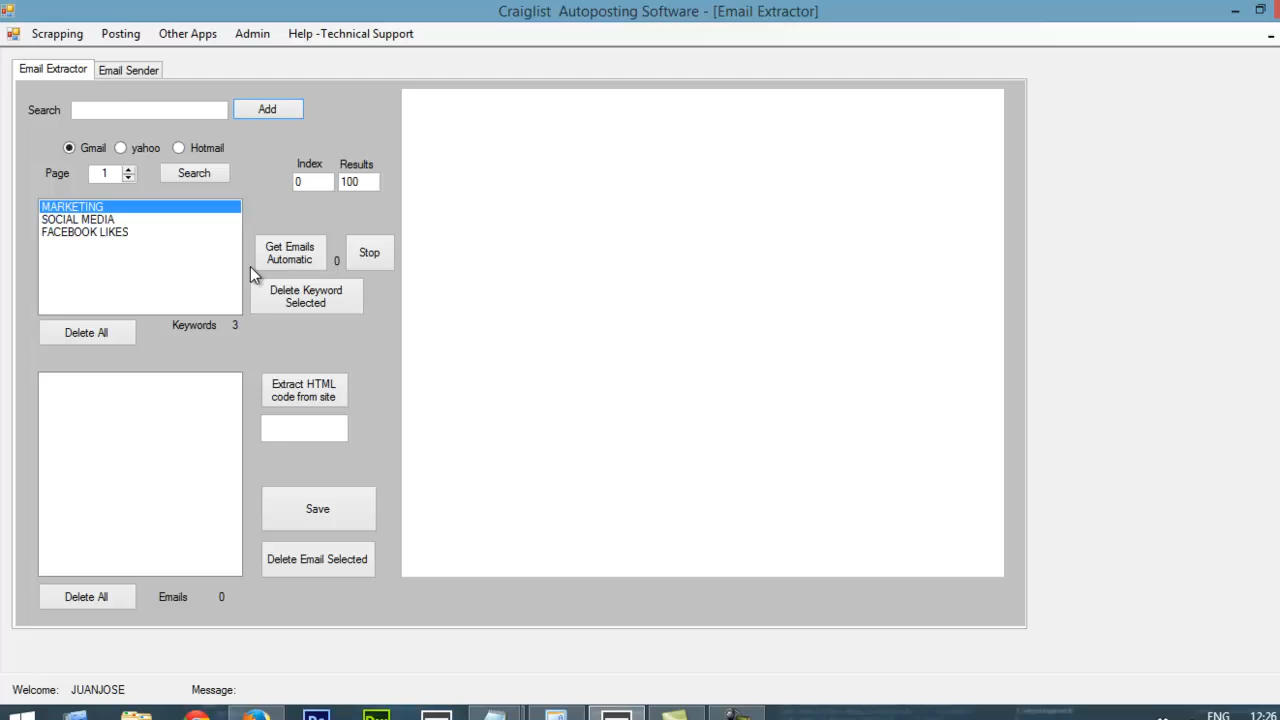 Craiglist Autoposting Software - [Email Extractor]
Scrapping Posting Other Apps Admin Help -Technical Support
Email Extractor Email Sender
Search Add
Gmail yahoo Hotmail
Page 1 Search
Index Results
0 100
MARKETING
SOCIAL MEDIA
FACEBOOK LIKES
Get Emails
Automatic
0 Stop
Delete Keyword
Selected
Delete All Keywords 3
Extract HTML
code from site
Save
Delete Email Selected
Delete All Emails 0
Welcome: JUANJOSE Message:
ENG 12:26